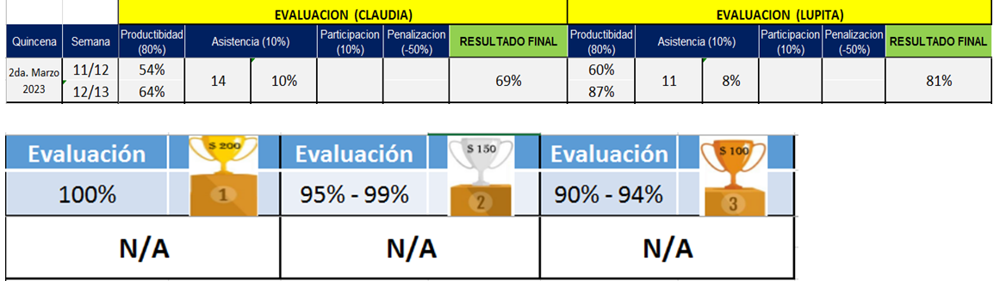 EVALUACION (CLAUDIA) EVALUACION (LUPITA)
Quincena Semana Productibidad (80%) Asistencia (10%) Participacion (10%) Penalizacion (-50%) RESULTADO FINAL Productibidad (80%) Asistencia (10%) Participacion (10%) Penalizacion (-50%) RESULTADO FINAL
2da. Marzo 2023 11/12 54% 14 10% 69% 60% 11 8% 81%
12/13 64% 87%
Evaluación $ 200 Evaluación $ 150 Evaluación $ 100
100% 1 95% - 99% 2 90% - 94% 3
N/A N/A N/A